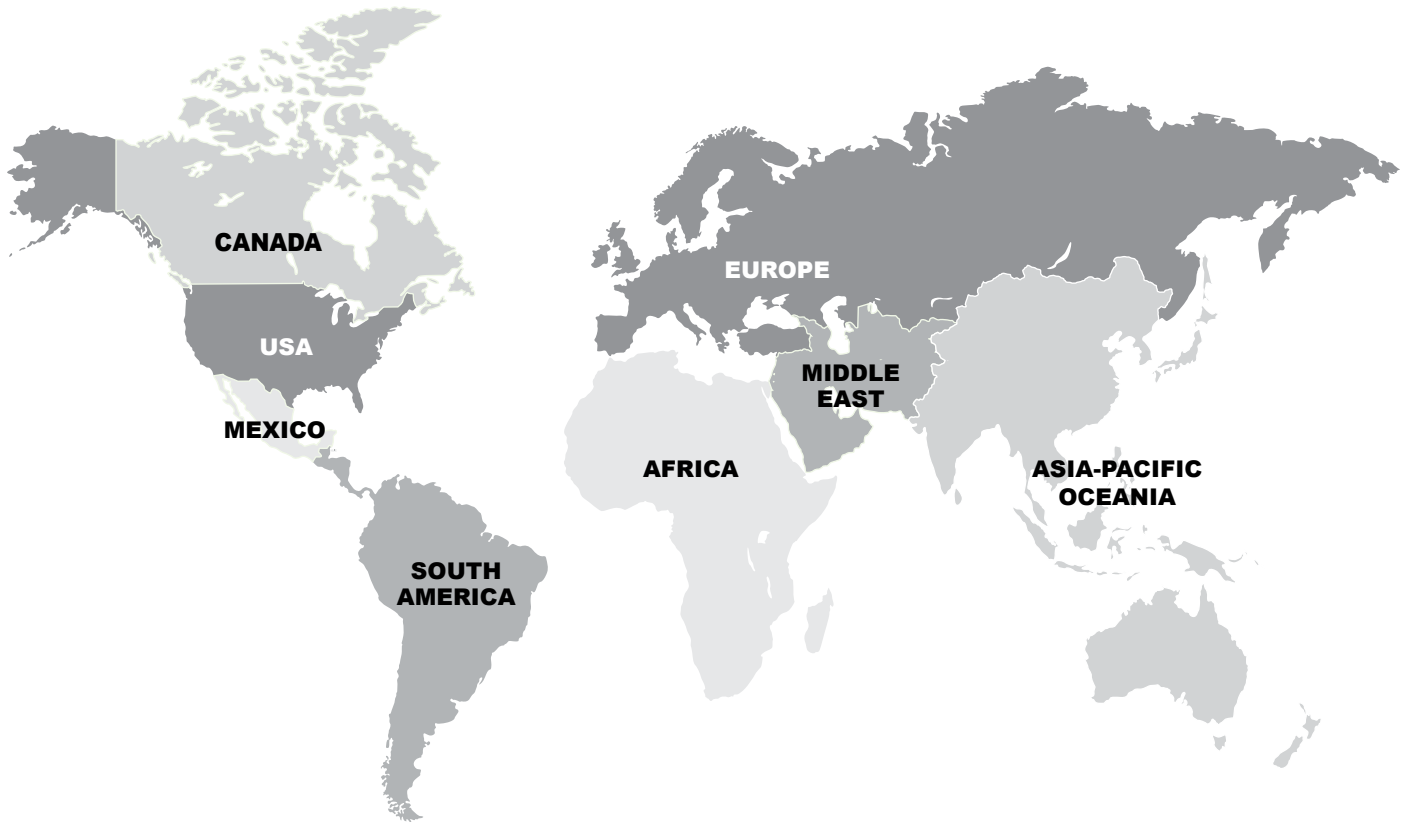 CANADA
USA
MEXICO
SOUTH
AMERICA
EUROPE
MIDDLE
EAST
AFRICA
ASIA-PACIFIC
OCEANIA